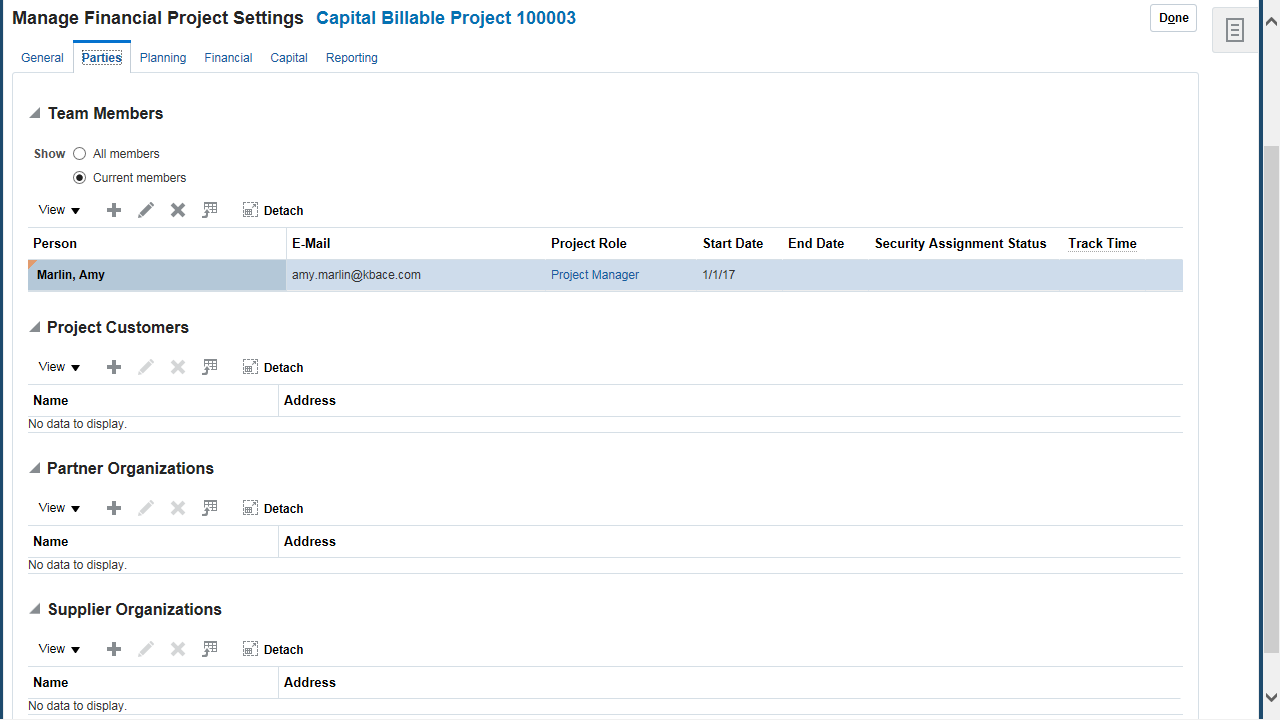 Manage Financial Project Settings Capital Billable Project 100003 Done
General Parties Planning Financial Capital Reporting
Team Members
Show All members
Current members
View Detach
Person E-Mail Project Role Start Date End Date Security Assignment Status Track Time
Marlin, Amy amy.marlin@kbace.com Project Manager 1/1/17
Project Customers
View Detach
Name Address
No data to display.
Partner Organizations
View Detach
Name Address
No data to display.
Supplier Organizations
View Detach
Name Address
No data to display.